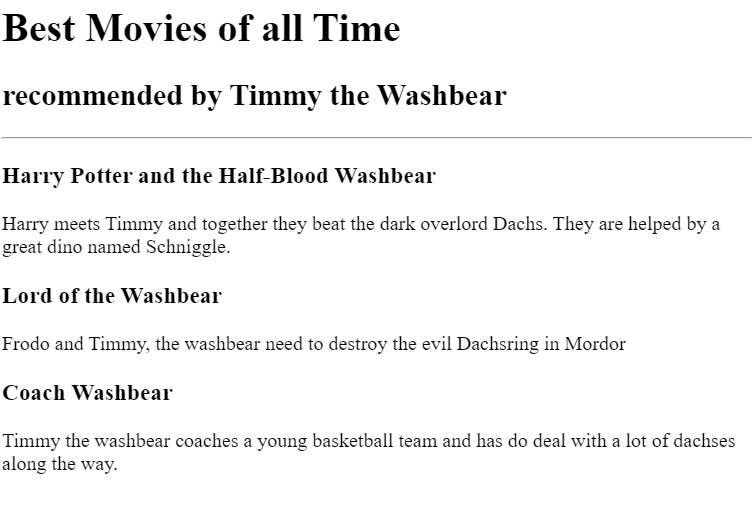 Best Movies of all Time
recommended by Timmy the Washbear
Harry Potter and the Half-Blood Washbear
Harry meets Timmy and together they beat the dark overlord Dachs. They are helped by a
great dino named Schniggle.
Lord of the Washbear
Frodo and Timmy, the washbear need to destroy the evil Dachsring in Mordor
Coach Washbear
Timmy the washbear coaches a young basketball team and has do deal with a lot of dachses
along the way.